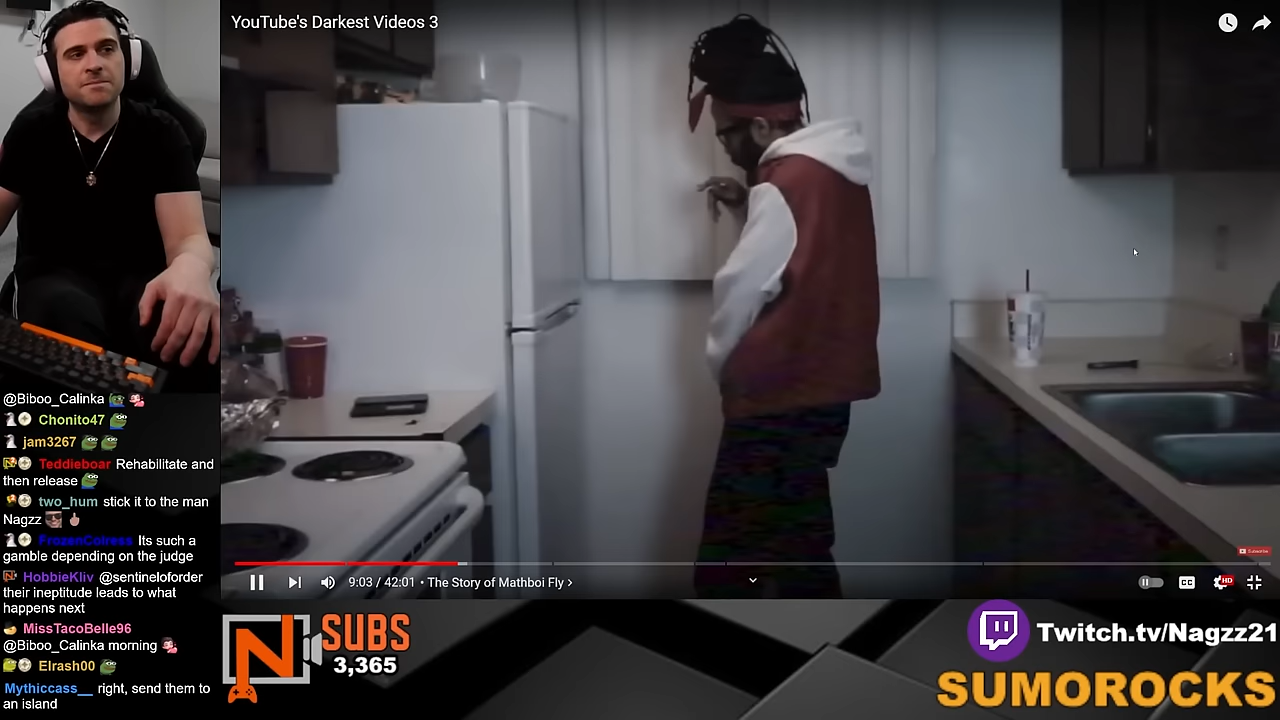 YouTube's Darkest Videos 3
@Biboo_Calinka
Chonito47
jam3267
Teddieboar Rehabilitate and
then release
two_hum stick it to the man
Nagzz
FrozenColress Its such a
gamble depending on the judge
HobbieKliv @sentineloforder
their ineptitude leads to what
happens next
MissTacoBelle96
@Biboo_Calinka morning
Elrash00
Mythiccass__ right, send them to
an island
Subscribe
9:03 / 42:01 • The Story of Mathboi Fly >
CC
HD
N SUBS
3,365
Twitch.tv/Nagzz21
SUMOROCKS